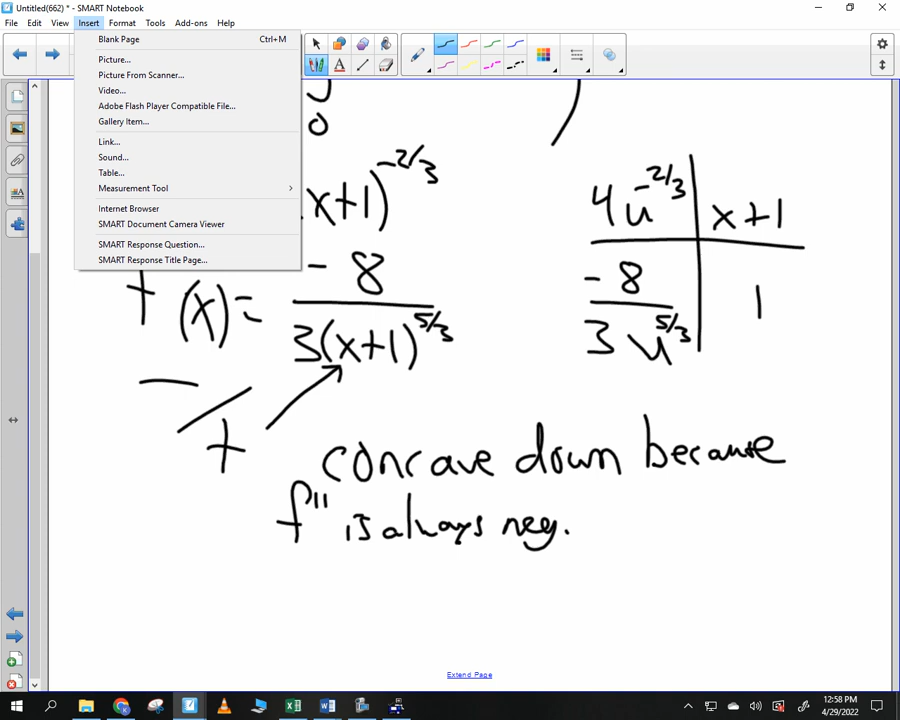 Untitled(662) * - SMART Notebook
File Edit View Insert Format Tools Add-ons Help
Blank Page Ctrl+M
Picture...
Picture From Scanner...
Video...
Adobe Flash Player Compatible File...
Gallery Item...
Link...
Sound...
Table...
Measurement Tool
Internet Browser
SMART Document Camera Viewer
SMART Response Question...
SMART Response Title Page...
0
x+1)^-2/3
4u^-2/3 x+1
-8
(x)=
3(x+1)^5/3
-8
3u^5/3
1
+
concave down because
f'' is always neg.
Extend Page
12:58 PM
4/29/2022